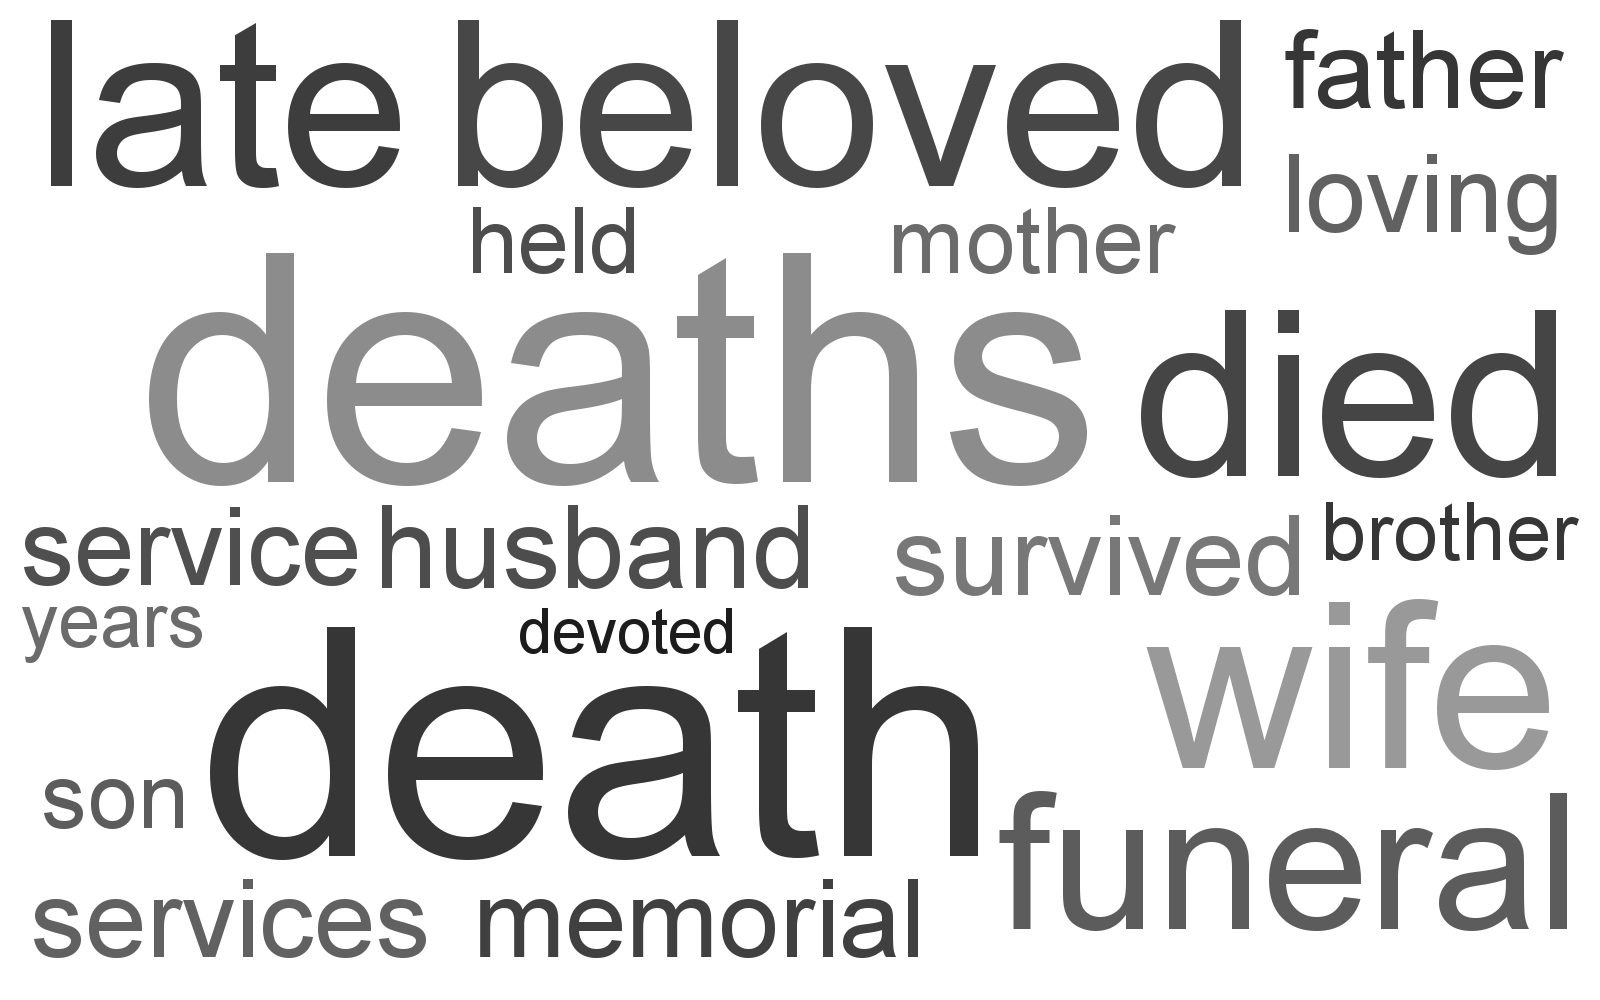 late beloved father
loving
held mother
deaths died
service husband survived brother
years devoted
death wife
son
funeral
services memorial